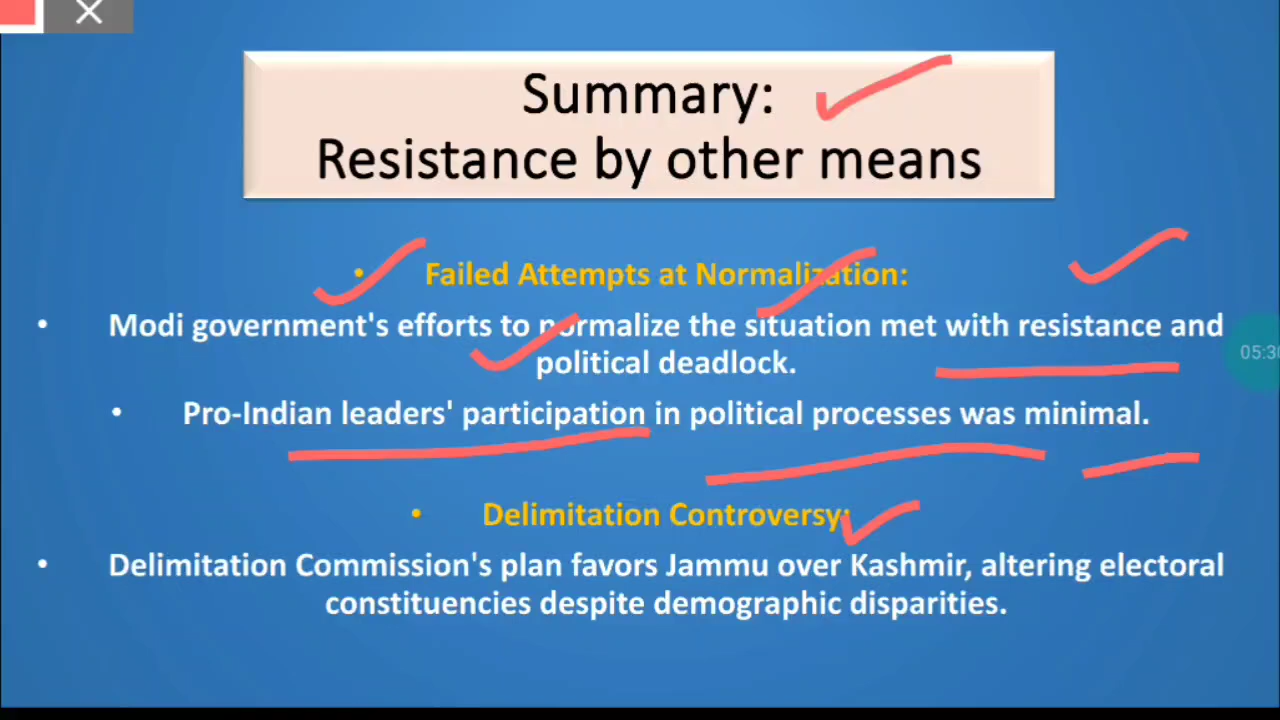 Summary:
Resistance by other means
• Failed Attempts at Normalization:
• Modi government's efforts to normalize the situation met with resistance and
political deadlock.
• Pro-Indian leaders' participation in political processes was minimal.
• Delimitation Controversy:
• Delimitation Commission's plan favors Jammu over Kashmir, altering electoral
constituencies despite demographic disparities.